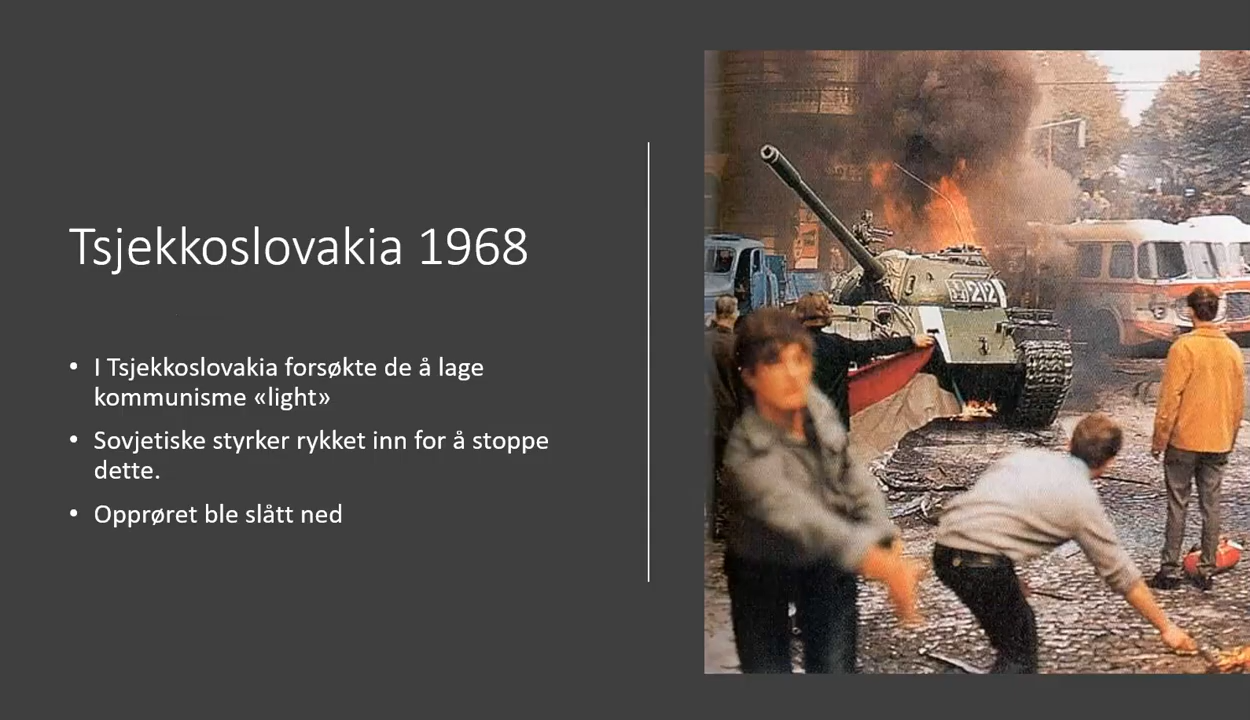 Tsjekkoslovakia 1968
• I Tsjekkoslovakia forsøkte de å lage
kommunisme «light»
• Sovjetiske styrker rykket inn for å stoppe
dette.
• Opprøret ble slått ned
212